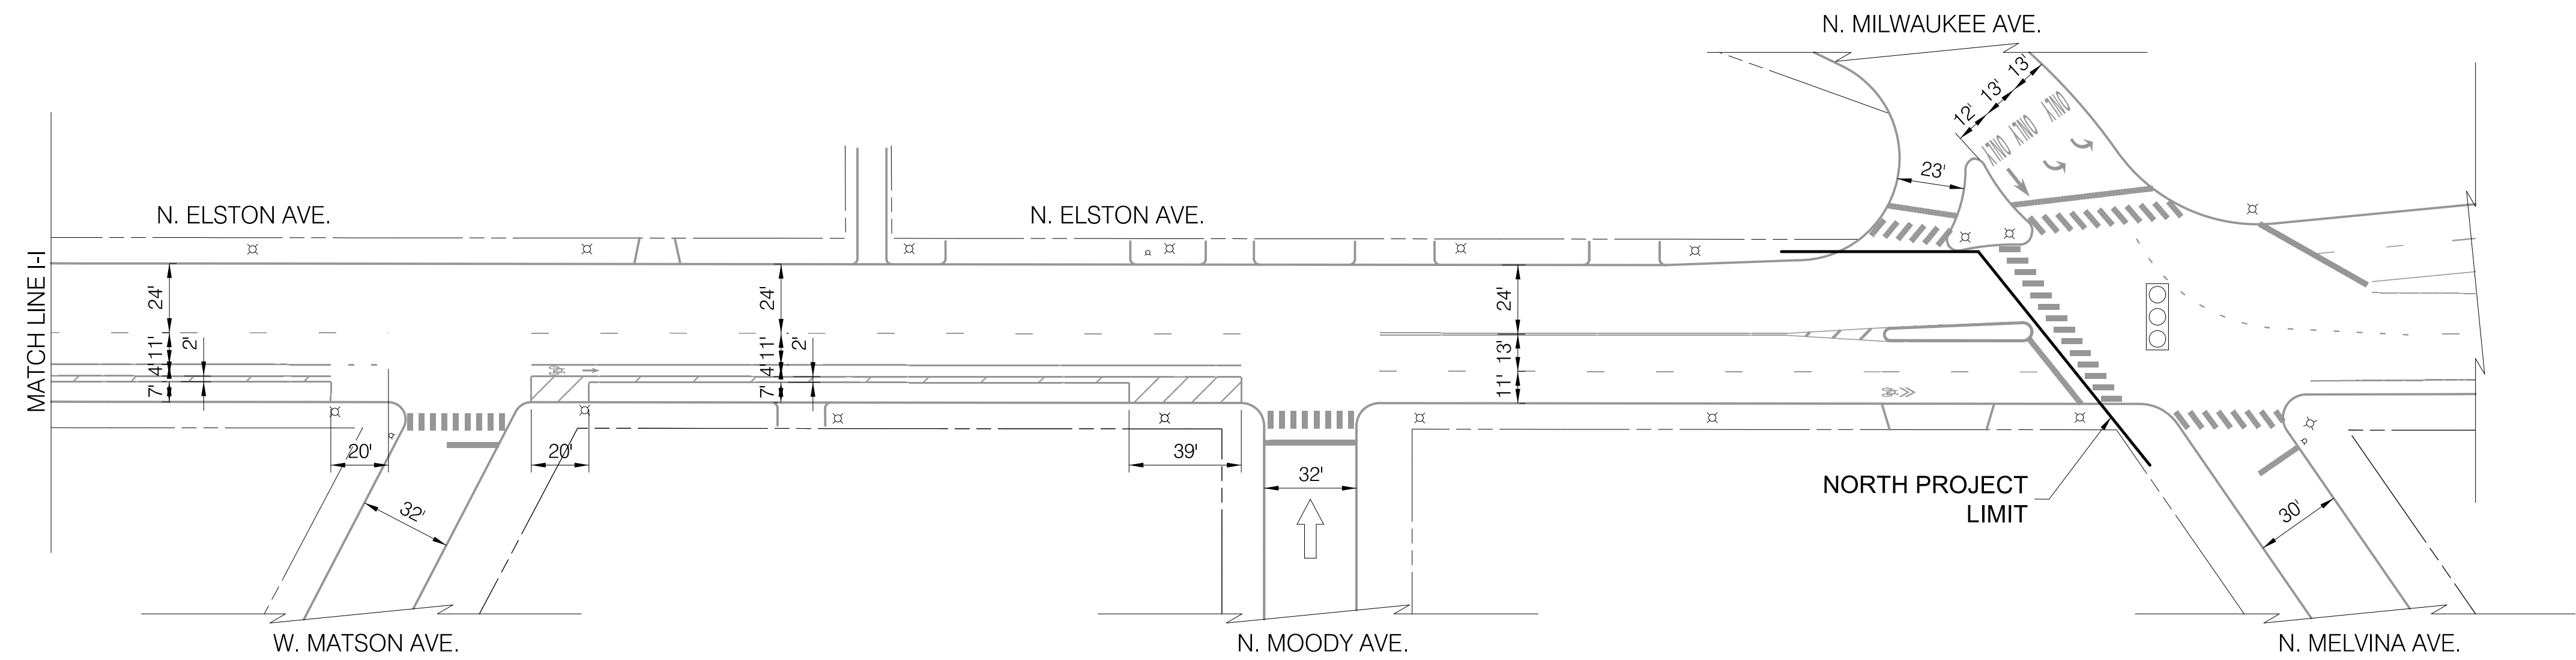 N. MILWAUKEE AVE.
13'
13'
12'
ONLY
ONLY
ONLY
23'
N. ELSTON AVE.
N. ELSTON AVE.
MATCH LINE I-I
24'
11'
4'
2'
7'
24'
11'
4'
2'
7'
24'
13'
11'
20'
20'
39'
32'
32'
30'
NORTH PROJECT
LIMIT
W. MATSON AVE.
N. MOODY AVE.
N. MELVINA AVE.